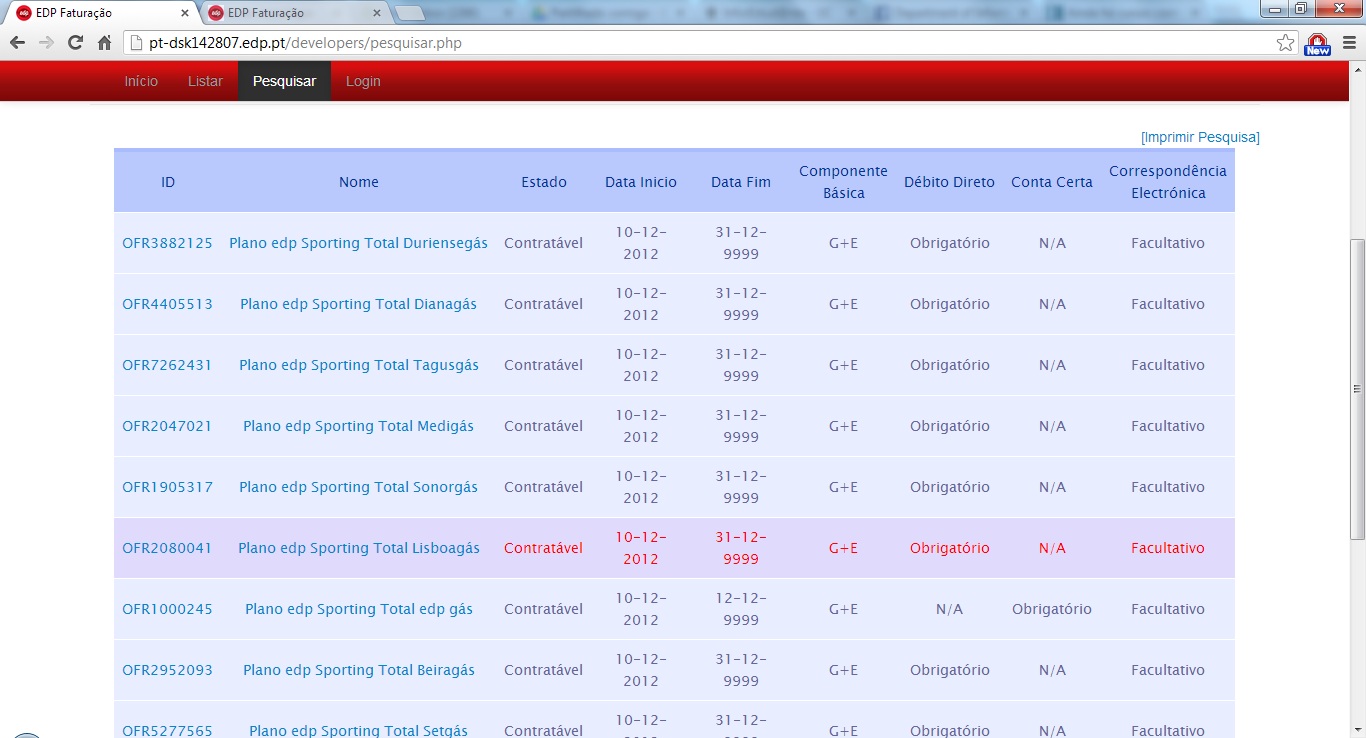 EDP Faturação
EDP Faturação
pt-dsk142807.edp.pt/developers/pesquisar.php
New
Início Listar Pesquisar Login
[Imprimir Pesquisa]
ID Nome Estado Data Inicio Data Fim Componente Básica Débito Direto Conta Certa Correspondência Electrónica
OFR3882125 Plano edp Sporting Total Duriensegás Contratável 10-12-2012 31-12-9999 G+E Obrigatório N/A Facultativo
OFR4405513 Plano edp Sporting Total Dianagás Contratável 10-12-2012 31-12-9999 G+E Obrigatório N/A Facultativo
OFR7262431 Plano edp Sporting Total Tagusgás Contratável 10-12-2012 31-12-9999 G+E Obrigatório N/A Facultativo
OFR2047021 Plano edp Sporting Total Medigás Contratável 10-12-2012 31-12-9999 G+E Obrigatório N/A Facultativo
OFR1905317 Plano edp Sporting Total Sonorgás Contratável 10-12-2012 31-12-9999 G+E Obrigatório N/A Facultativo
OFR2080041 Plano edp Sporting Total Lisboagás Contratável 10-12-2012 31-12-9999 G+E Obrigatório N/A Facultativo
OFR1000245 Plano edp Sporting Total edp gás Contratável 10-12-2012 12-12-9999 G+E N/A Obrigatório Facultativo
OFR2952093 Plano edp Sporting Total Beiragás Contratável 10-12-2012 31-12-9999 G+E Obrigatório N/A Facultativo
OFR5277565 Plano edp Sporting Total Setgás Contratável 10-12- 31-12- G+E Obrigatório N/A Facultativo